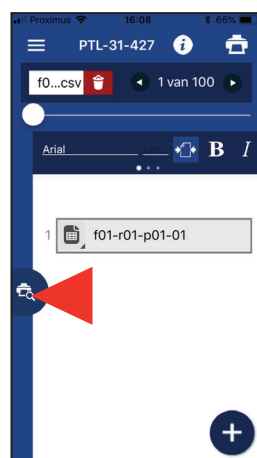 Proximus 16:08 66%
PTL-31-427 i
f0...csv 1 van 100
Arial B I
1 f01-r01-p01-01
+